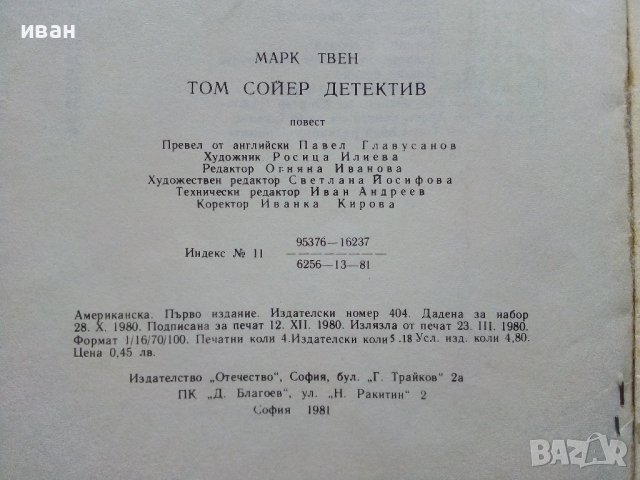 иван
МАРК ТВЕН
ТОМ СОЙЕР ДЕТЕКТИВ
повест
Превел от английски Павел Главусанов
Художник Росица Илиева
Редактор Огняна Иванова
Художествен редактор Светлана Йосифова
Технически редактор Иван Андреев
Коректор Иванка Кирова
Индекс № 11 95376—16237
6256—13—81
Американска. Първо издание. Издателски номер 404. Дадена за набор
28. X. 1980. Подписана за печат 12. XII. 1980. Излязла от печат 23. III. 1980.
Формат 1/16/70/100. Печатни коли 4. Издателски коли 5.18 Усл. изд. коли 4,80.
Цена 0,45 лв.
Издателство „Отечество", София, бул. „Г. Трайков" 2а
ПК „Д. Благоев", ул. „Н. Ракитин" 2
София 1981
BAZAR
bg